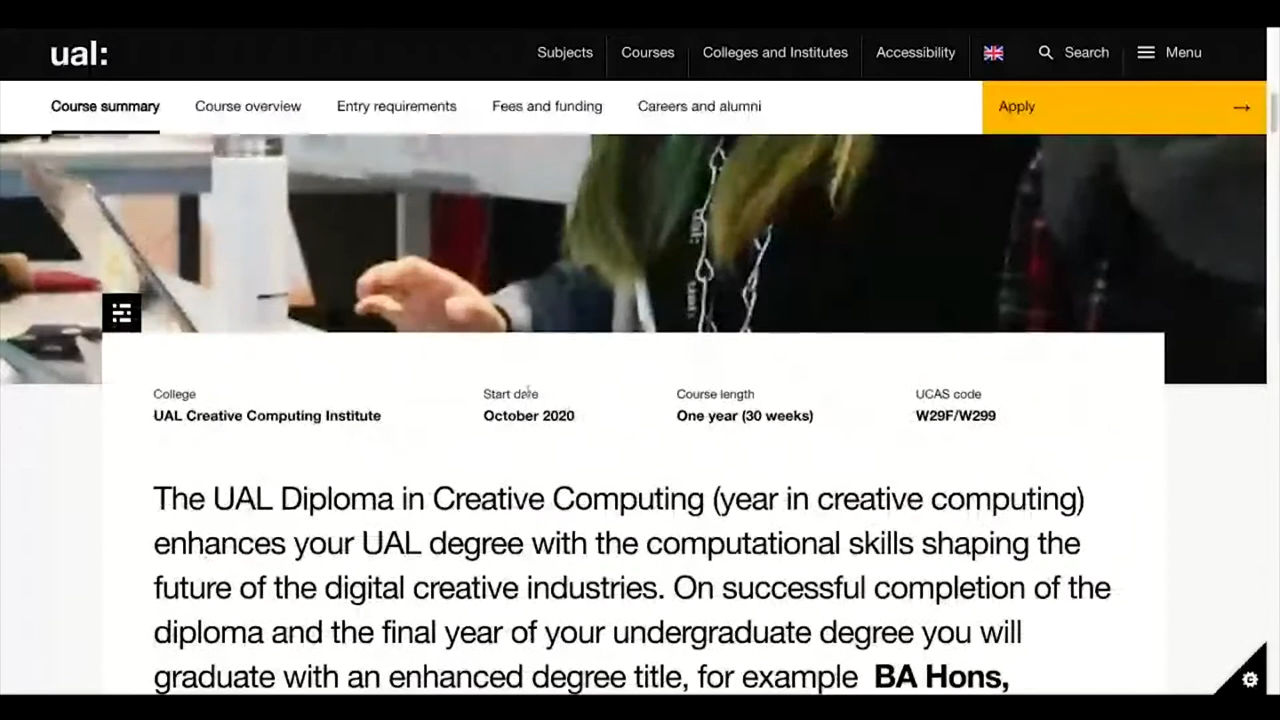 ual:
Subjects
Courses
Colleges and Institutes
Accessibility
Search
Menu
Course summary
Course overview
Entry requirements
Fees and funding
Careers and alumni
Apply →
ual:
ual:
College
UAL Creative Computing Institute
Start date
October 2020
Course length
One year (30 weeks)
UCAS code
W29F/W299
The UAL Diploma in Creative Computing (year in creative computing)
enhances your UAL degree with the computational skills shaping the
future of the digital creative industries. On successful completion of the
diploma and the final year of your undergraduate degree you will
graduate with an enhanced degree title, for example BA Hons,